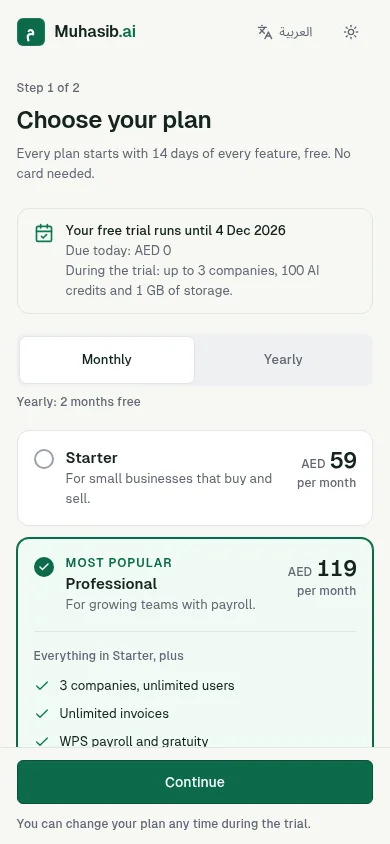 م Muhasib.ai
العربية
Step 1 of 2
Choose your plan
Every plan starts with 14 days of every feature, free. No
card needed.
Your free trial runs until 4 Dec 2026
Due today: AED 0
During the trial: up to 3 companies, 100 AI
credits and 1 GB of storage.
Monthly
Yearly
Yearly: 2 months free
Starter
For small businesses that buy and
sell.
AED 59
per month
MOST POPULAR
Professional
For growing teams with payroll.
AED 119
per month
Everything in Starter, plus
3 companies, unlimited users
Unlimited invoices
WPS payroll and gratuity
Continue
You can change your plan any time during the trial.